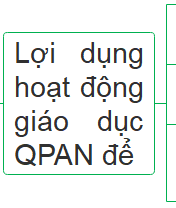 Lợi dụng
hoạt động
giáo dục
QPAN để